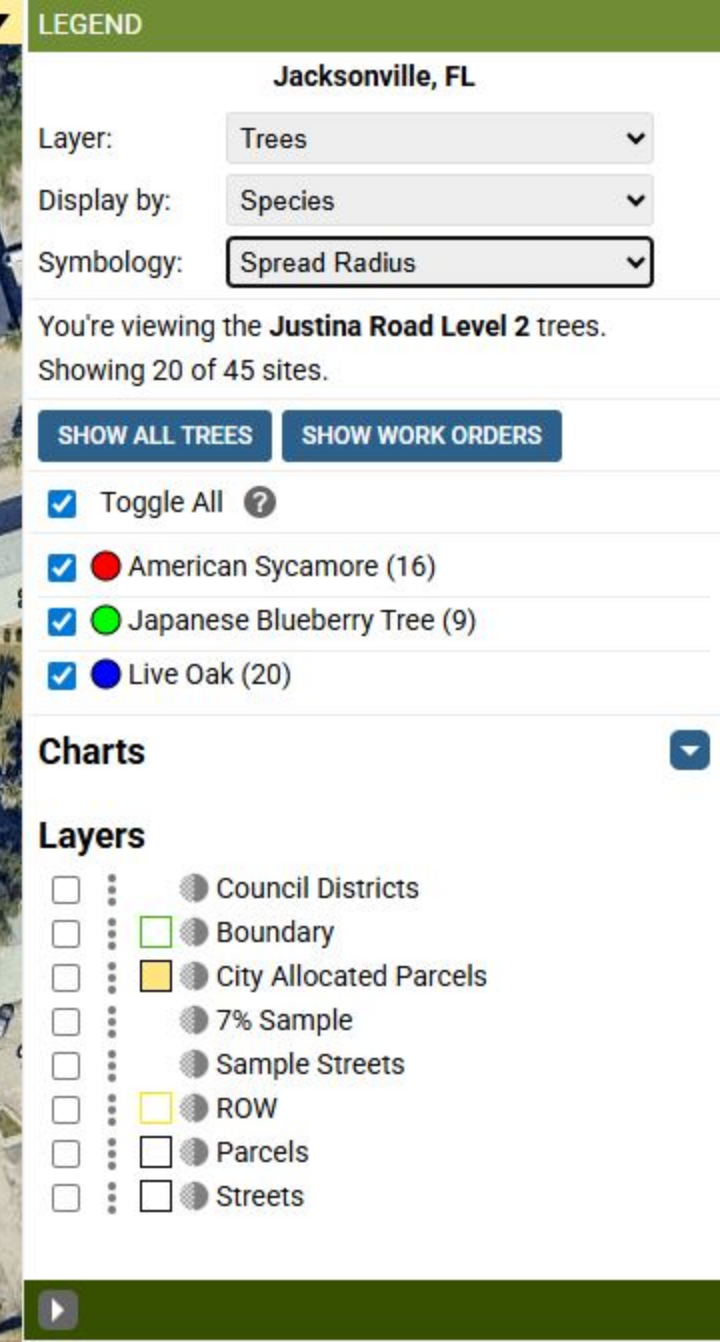 LEGEND
Jacksonville, FL
Layer: Trees
Display by: Species
Symbology: Spread Radius
You're viewing the Justina Road Level 2 trees.
Showing 20 of 45 sites.
SHOW ALL TREES SHOW WORK ORDERS
Toggle All ?
American Sycamore (16)
Japanese Blueberry Tree (9)
Live Oak (20)
Charts
Layers
Council Districts
Boundary
City Allocated Parcels
7% Sample
Sample Streets
ROW
Parcels
Streets